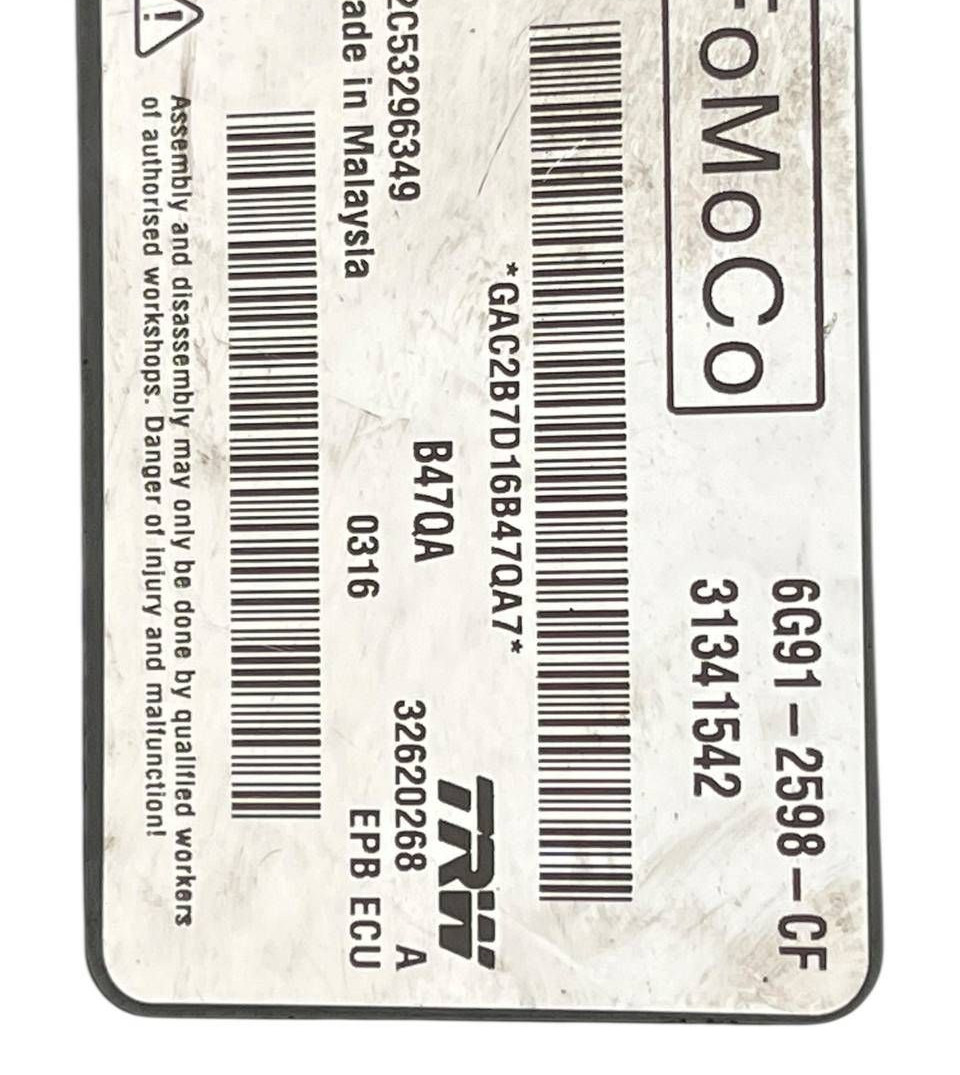 FoMoCo
6G91-2598-CF
31341542
*GAC2B7D16B47QA7*
TRW
2C53296349
B47QA
32620268 A
ade in Malaysia
0316
EPB ECU
Assembly and disassembly may only be done by qualified workers
of authorised workshops. Danger of injury and malfunction!